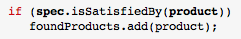 if (spec.isSatisfiedBy(product))
foundProducts.add(product);